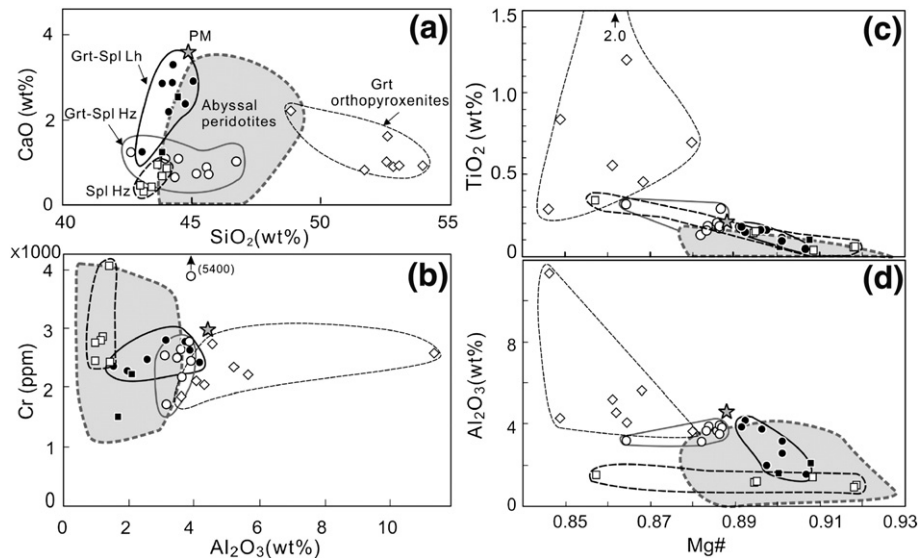 (a)
PM
Grt-Spl Lh
Grt-Spl Hz
Abyssal
peridotites
Grt
orthopyroxenites
Spl Hz
CaO (wt%)
6
4
2
0
40
45
50
55
SiO2(wt%)
(b)
x1000
(5400)
Cr (ppm)
4
3
2
1
0
0
2
4
6
8
10
Al2O3(wt%)
(c)
2.0
TiO2 (wt%)
1.0
0.5
0
(d)
Al2O3(wt%)
8
4
0
0.85
0.87
0.89
0.91
0.93
Mg#